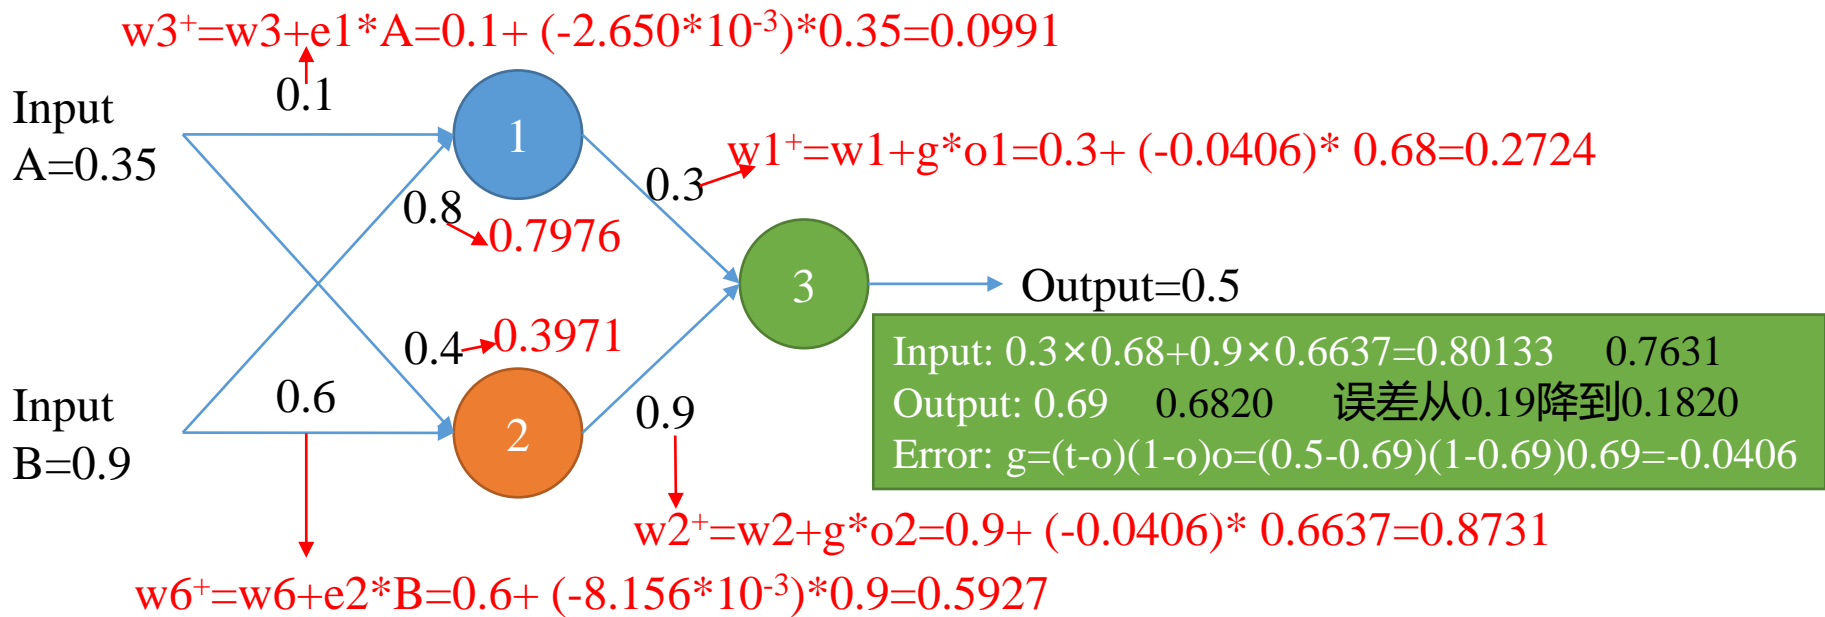 w3⁺=w3+e1*A=0.1+ (-2.650*10⁻³)*0.35=0.0991
0.1
Input
A=0.35
1
w1⁺=w1+g*o1=0.3+ (-0.0406)* 0.68=0.2724
0.3
0.8
0.7976
3
Output=0.5
0.4
0.3971
Input: 0.3×0.68+0.9×0.6637=0.80133 0.7631
Output: 0.69 0.6820 误差从0.19降到0.1820
Error: g=(t-o)(1-o)o=(0.5-0.69)(1-0.69)0.69=-0.0406
Input
B=0.9
0.6
2
0.9
w2⁺=w2+g*o2=0.9+ (-0.0406)* 0.6637=0.8731
w6⁺=w6+e2*B=0.6+ (-8.156*10⁻³)*0.9=0.5927